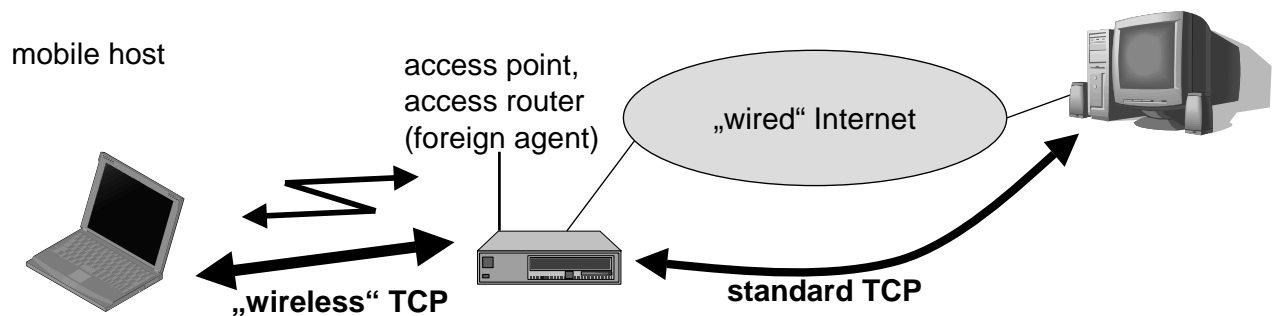 mobile host
access point,
access router
(foreign agent)
„wired“ Internet
„wireless“ TCP
standard TCP